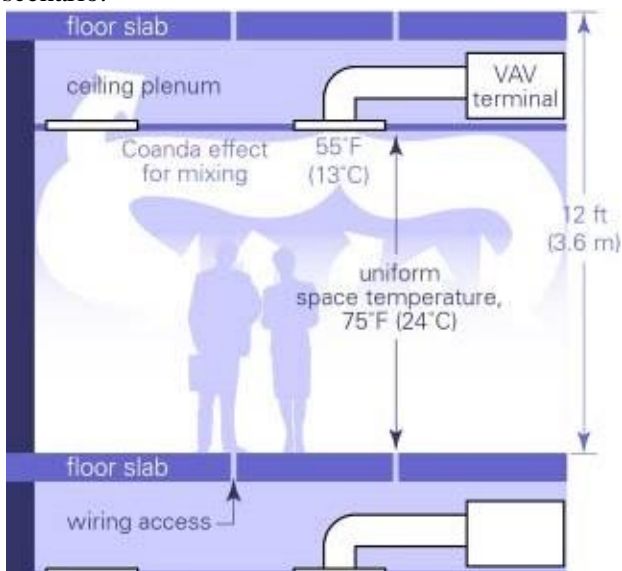 scenario:
floor slab
ceiling plenum
VAV
terminal
Coanda effect
for mixing
55°F
(13°C)
12 ft
(3.6 m)
uniform
space temperature,
75°F (24°C)
floor slab
wiring access